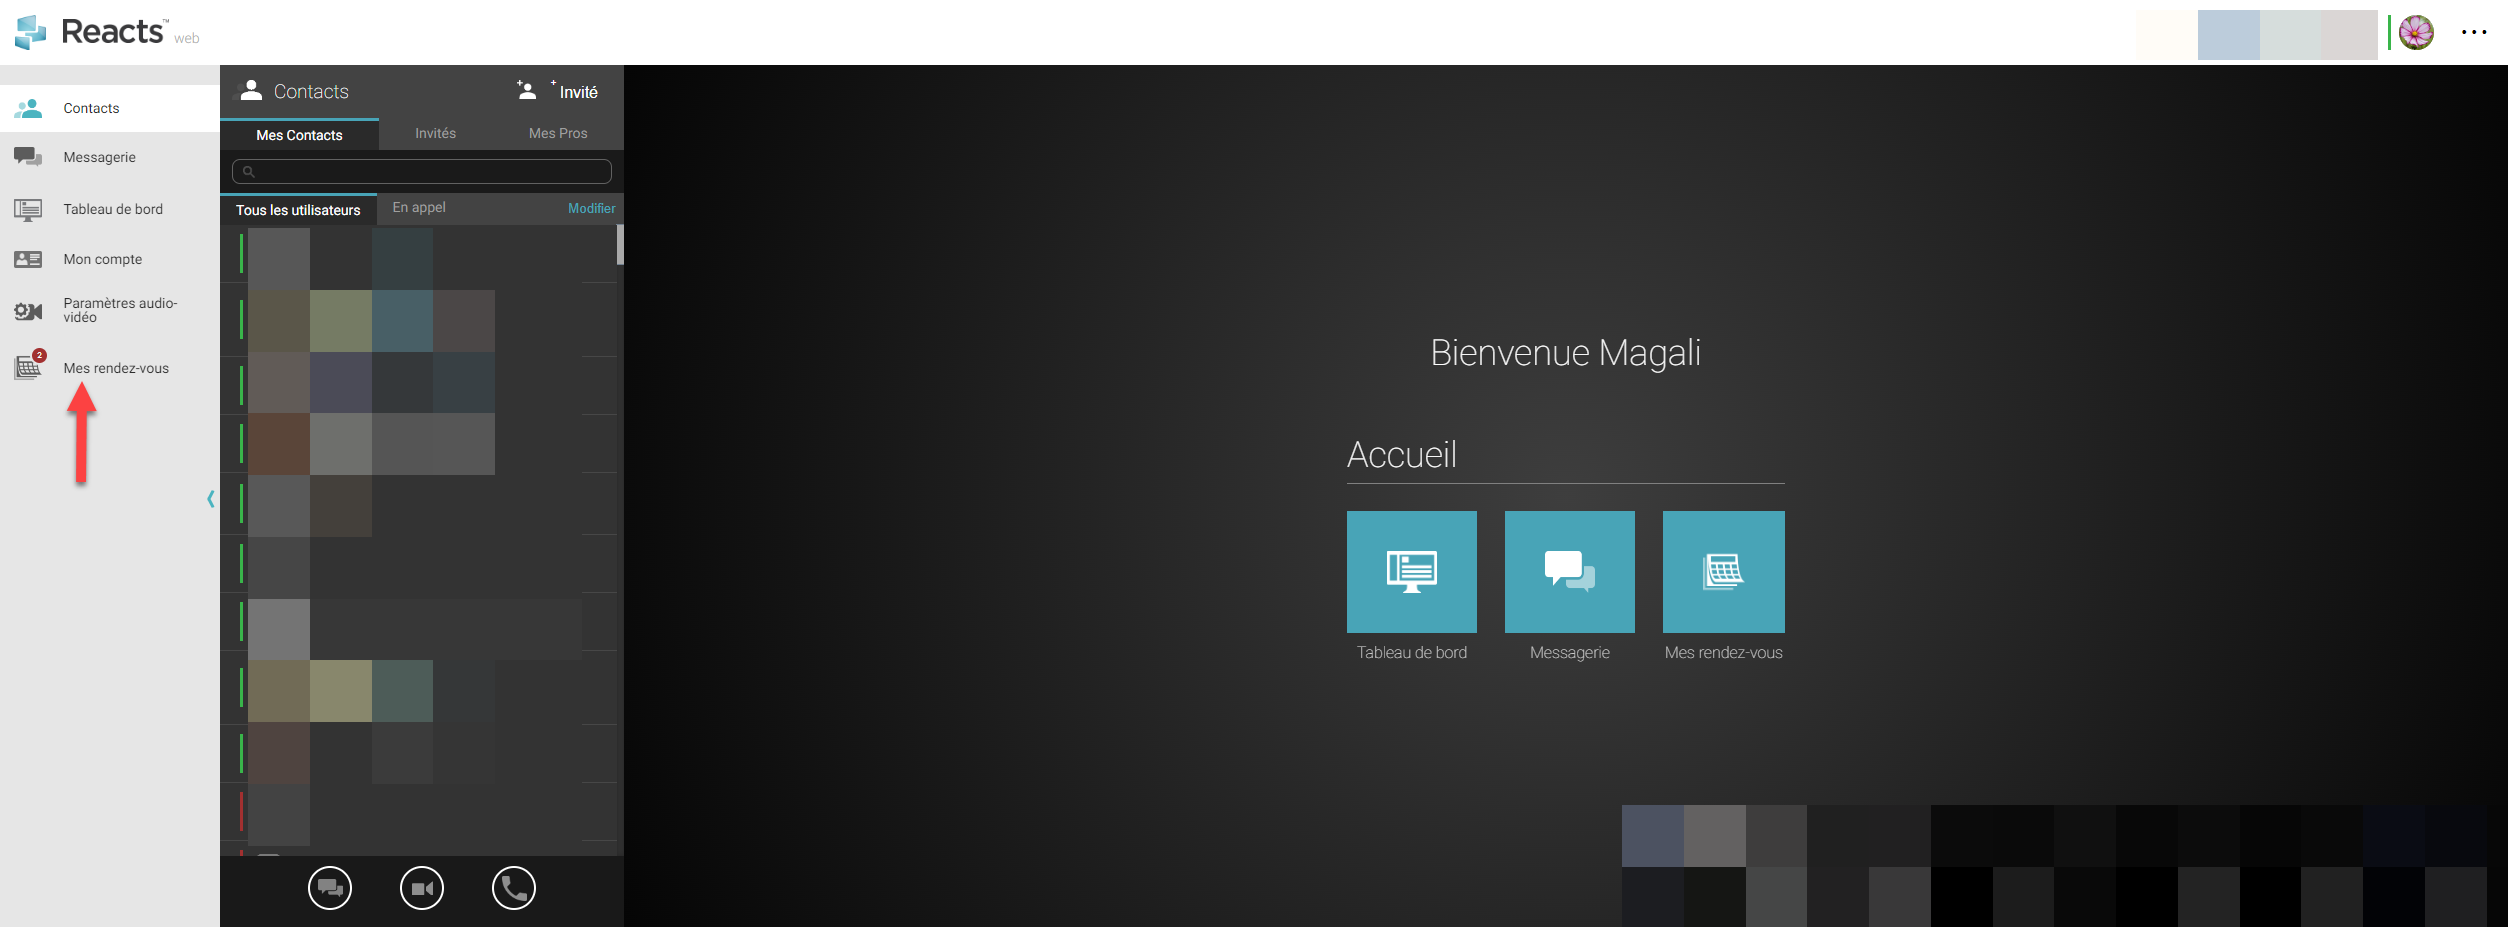 Reacts™ web
Contacts
Messagerie
Tableau de bord
Mon compte
Paramètres audio-
vidéo
2
Mes rendez-vous
Contacts
+ Invité
Mes Contacts
Invités
Mes Pros
Tous les utilisateurs
En appel
Modifier
Bienvenue Magali
Accueil
Tableau de bord
Messagerie
Mes rendez-vous